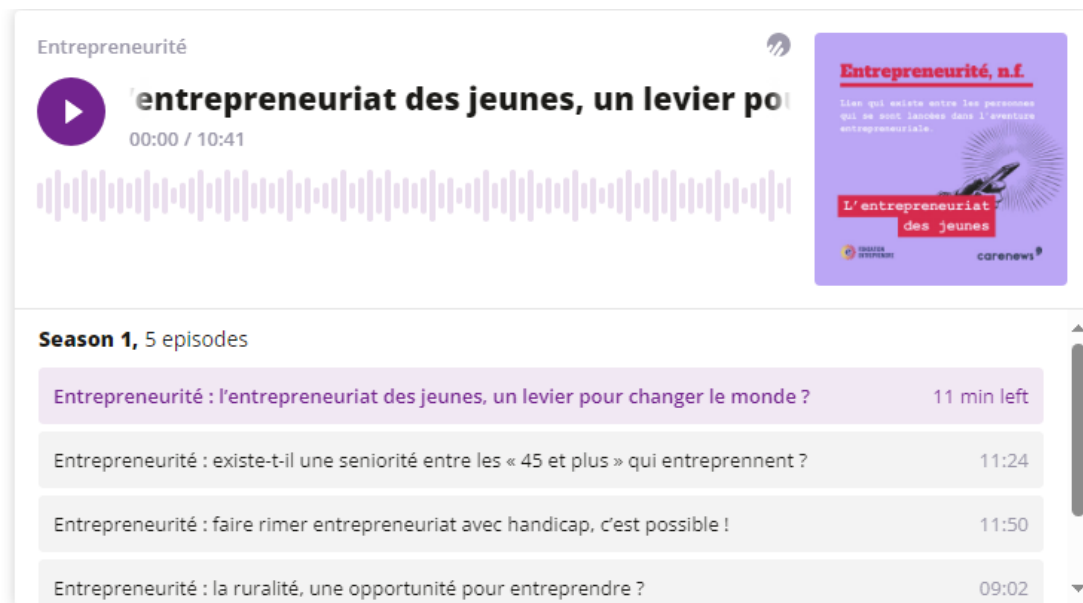 Entrepreneurité
'entrepreneuriat des jeunes, un levier po
00:00 / 10:41
Entrepreneurité, n.f.
Lien qui existe entre les personnes
qui se sont lancées dans l'aventure
entrepreneuriale.
L'entrepreneuriat
des jeunes
FONDATION
ENTREPRENDRE
carenews
Season 1, 5 episodes
Entrepreneurité : l’entrepreneuriat des jeunes, un levier pour changer le monde ? 11 min left
Entrepreneurité : existe-t-il une seniorité entre les « 45 et plus » qui entreprennent ? 11:24
Entrepreneurité : faire rimer entrepreneuriat avec handicap, c’est possible ! 11:50
Entrepreneurité : la ruralité, une opportunité pour entreprendre ? 09:02